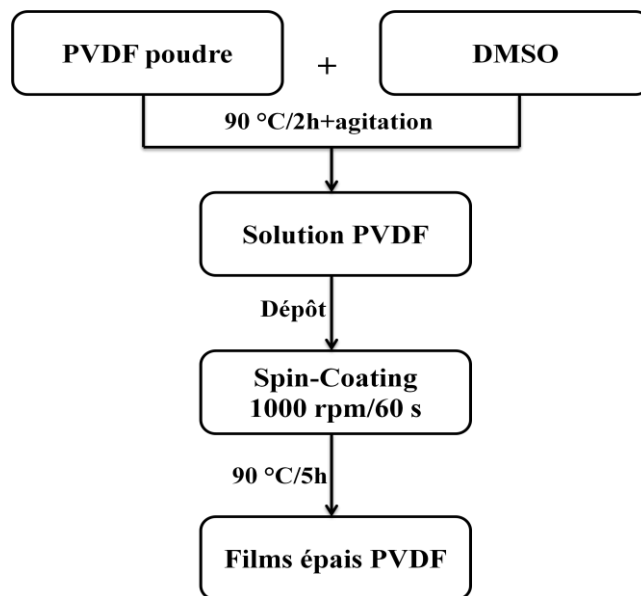 PVDF poudre
+
DMSO
90 °C/2h+agitation
Solution PVDF
Dépôt
Spin-Coating
1000 rpm/60 s
90 °C/5h
Films épais PVDF